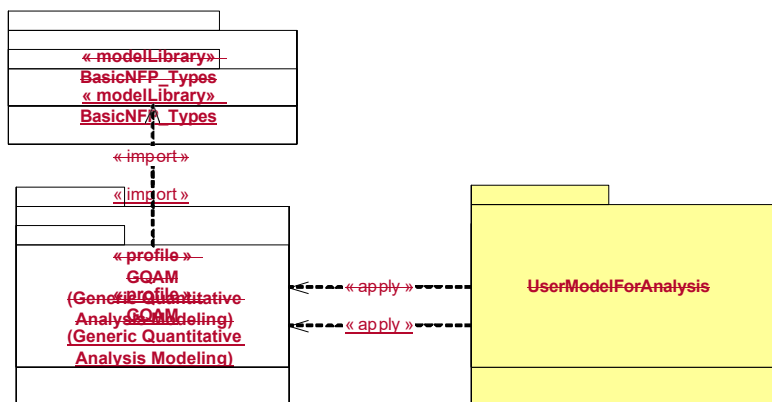 « modelLibrary»
BasicNFP_Types
« modelLibrary»
BasicNFP_Types
« import »
« import »
« profile »
GQAM
« profile »
(Generic Quantitative
Analysis Modeling)
GQAM
(Generic Quantitative
Analysis Modeling)
« apply »
« apply »
UserModelForAnalysis